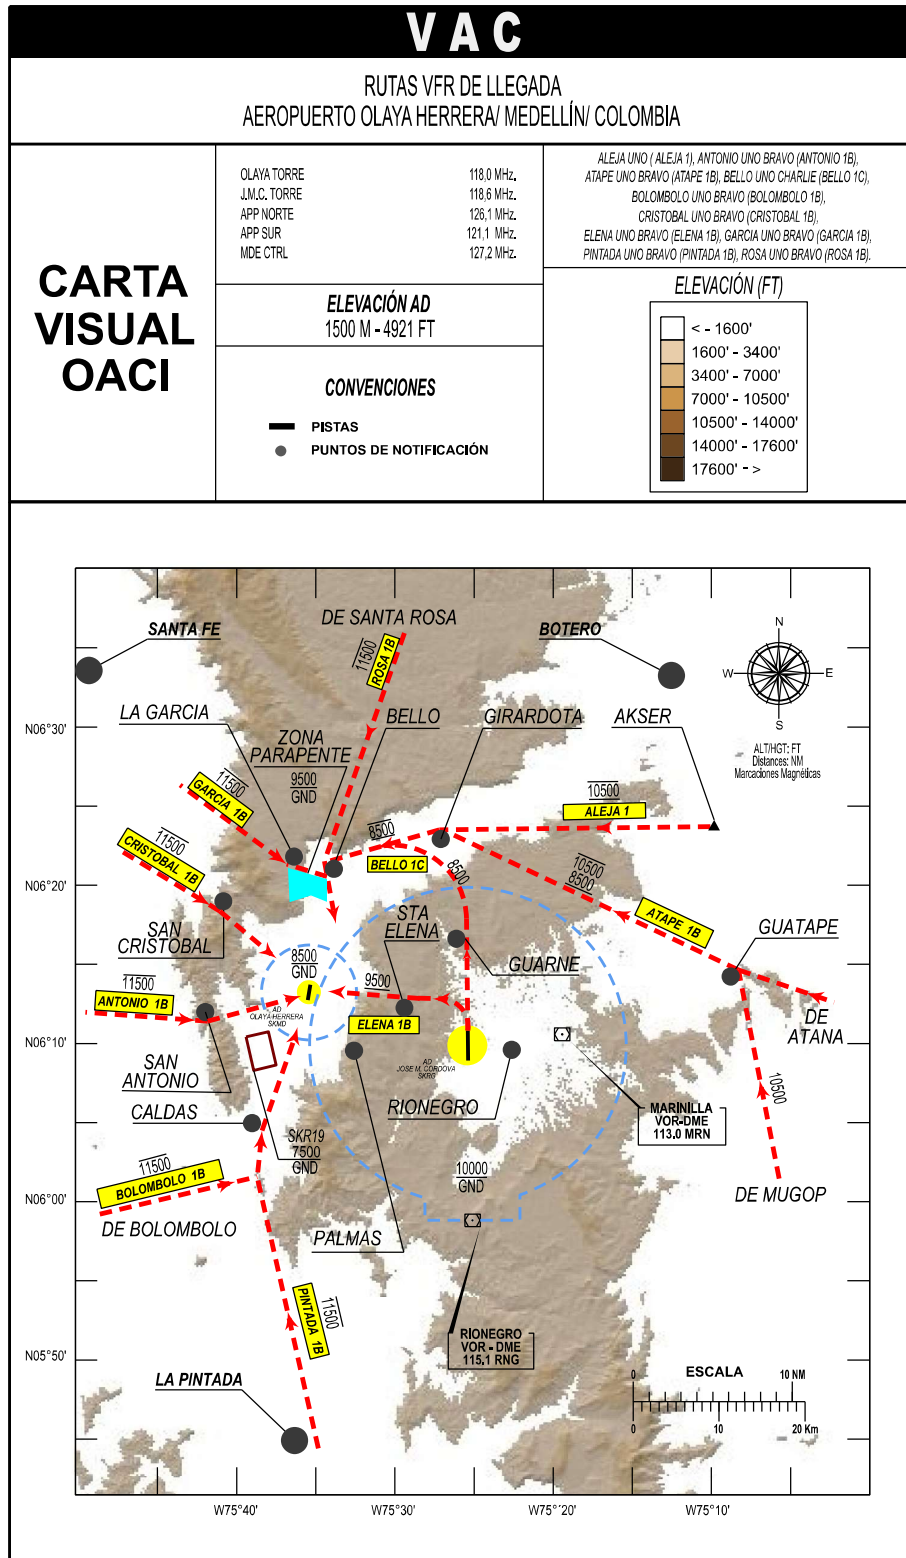 VAC
RUTAS VFR DE LLEGADA
AEROPUERTO OLAYA HERRERA/ MEDELLÍN/ COLOMBIA
CARTA
VISUAL
OACI
OLAYA TORRE 118,0 MHz.
J.M.C. TORRE 118,6 MHz.
APP NORTE 126,1 MHz.
APP SUR 121,1 MHz.
MDE CTRL 127,2 MHz.
ELEVACIÓN AD
1500 M - 4921 FT
CONVENCIONES
PISTAS
PUNTOS DE NOTIFICACIÓN
ALEJA UNO ( ALEJA 1), ANTONIO UNO BRAVO (ANTONIO 1B),
ATAPE UNO BRAVO (ATAPE 1B), BELLO UNO CHARLIE (BELLO 1C),
BOLOMBOLO UNO BRAVO (BOLOMBOLO 1B),
CRISTOBAL UNO BRAVO (CRISTOBAL 1B),
ELENA UNO BRAVO (ELENA 1B), GARCIA UNO BRAVO (GARCIA 1B),
PINTADA UNO BRAVO (PINTADA 1B), ROSA UNO BRAVO (ROSA 1B).
ELEVACIÓN (FT)
< - 1600'
1600' - 3400'
3400' - 7000'
7000' - 10500'
10500' - 14000'
14000' - 17600'
17600' - >
DE SANTA ROSA
SANTA FE
BOTERO
11500
ROSA 1B
N
W
E
S
ALT/HGT: FT
Distances: NM
Marcaciones Magnéticas
LA GARCIA
BELLO
GIRARDOTA
AKSER
N06°30'
ZONA
PARAPENTE
9500
GND
11500
GARCIA 1B
10500
ALEJA 1
8500
BELLO 1C
8500
11500
CRISTOBAL 1B
10500
8500
ATAPE 1B
N06°20'
SAN
CRISTOBAL
STA
ELENA
GUARNE
GUATAPE
8500
GND
9500
11500
ANTONIO 1B
ELENA 1B
AD
OLAYA HERRERA
SKMD
DE
ATANA
N06°10'
AD
JOSE M. CORDOVA
SKRG
SAN
ANTONIO
CALDAS
RIONEGRO
MARINILLA
VOR-DME
113.0 MRN
10500
SKR19
7500
GND
11500
BOLOMBOLO 1B
10000
GND
N06°00'
DE MUGOP
DE BOLOMBOLO
PALMAS
PINTADA 1B
11500
RIONEGRO
VOR - DME
115.1 RNG
N05°50'
LA PINTADA
ESCALA
0 10 NM
0 10 20 Km
W75°40'
W75°30'
W75°20'
W75°10'